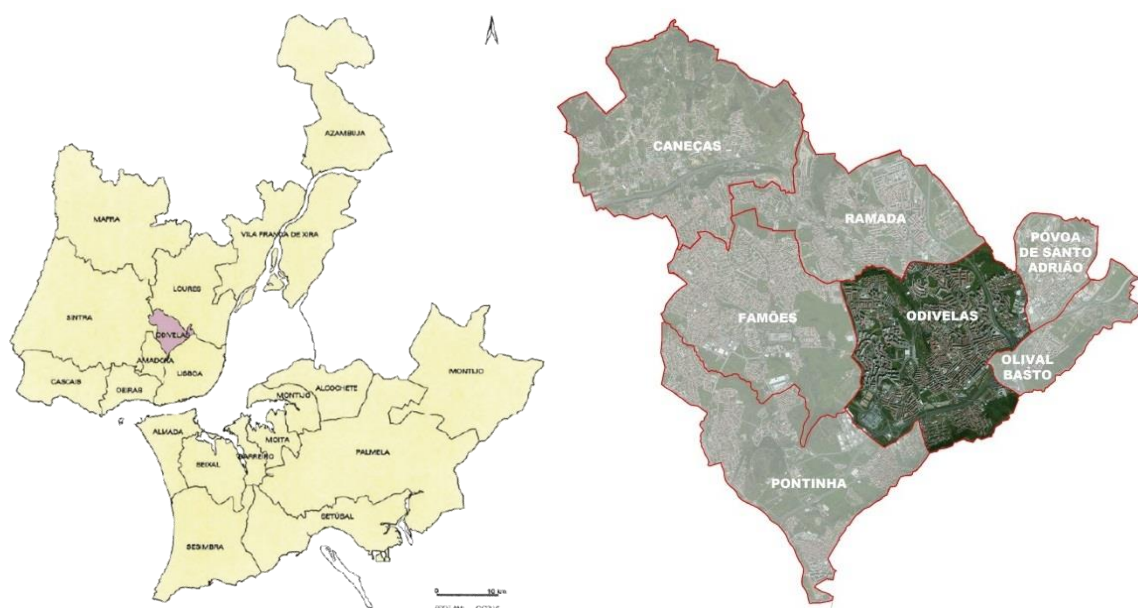 AZAMBUJA
MAFRA
VILA FRANCA DE XIRA
LOURES
SINTRA
ODIVELAS
AMADORA
LISBOA
CASCAIS
OEIRAS
MONTIJO
ALCOCHETE
MONTIJO
ALMADA
MOITA
BARREIRO
SEIXAL
PALMELA
SETÚBAL
SESIMBRA
0 10 km
CANEÇAS
RAMADA
PÓVOA
DE SANTO
ADRIÃO
FAMÕES
ODIVELAS
OLIVAL
BASTO
PONTINHA